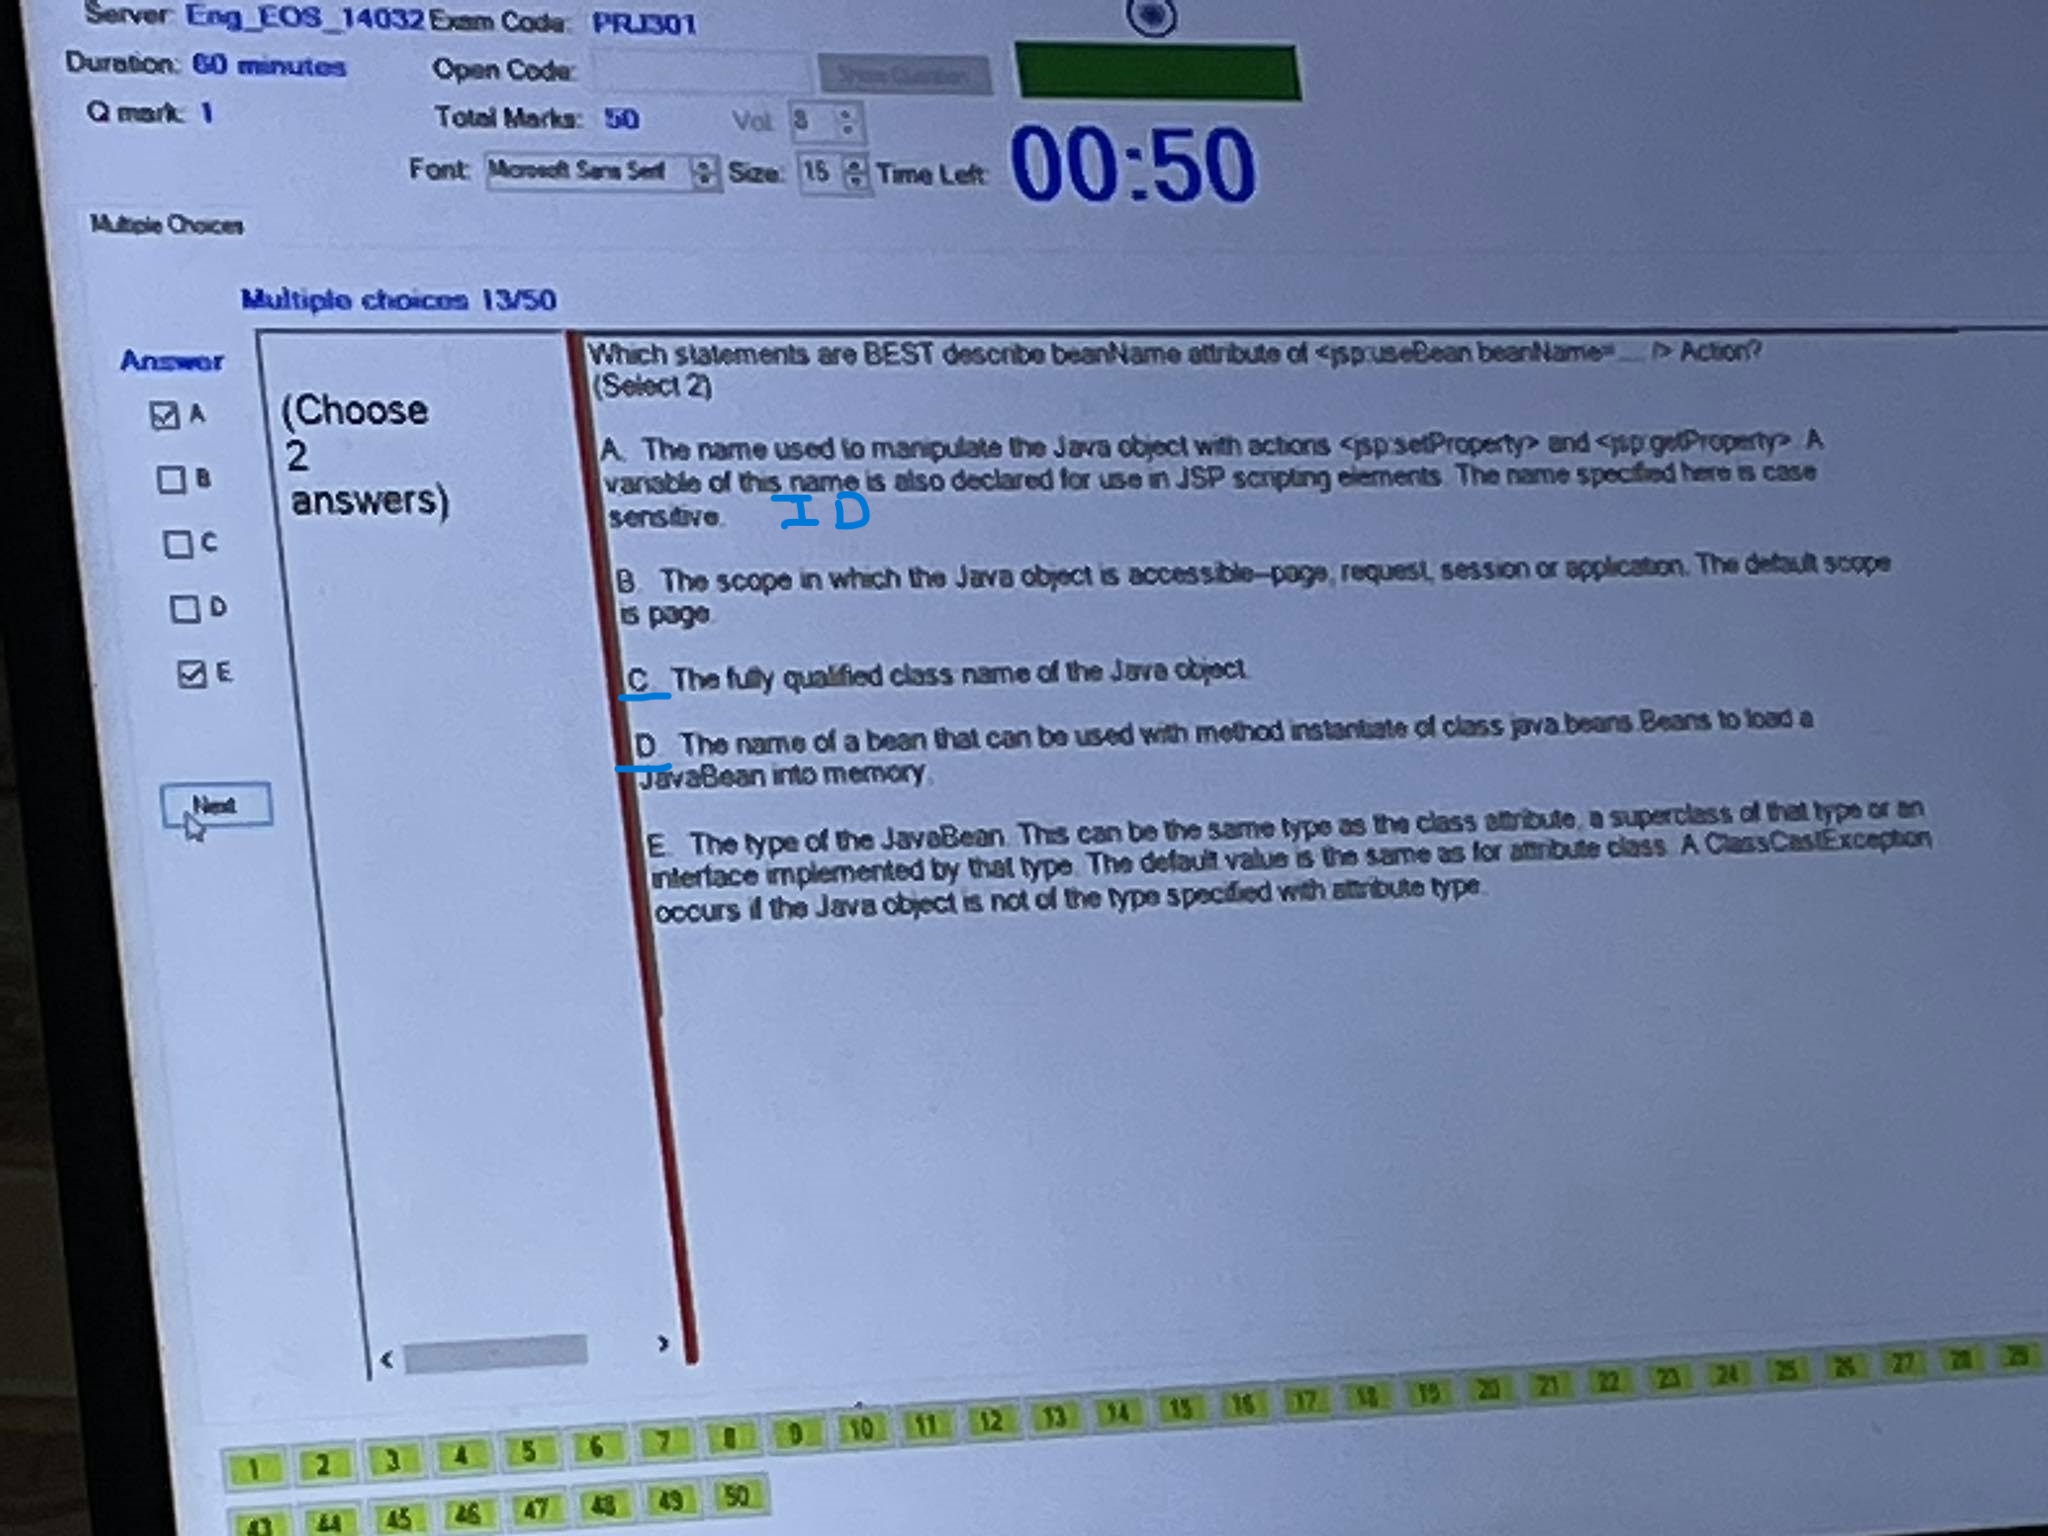 Server: Eng_EOS_14032 Exam Code: PRJ301
Duration: 60 minutes Open Code: Show Question
Q mark: 1 Total Marks: 50 Vol: 8
Font: Microsoft Sans Serif Size: 15 Time Left: 00:50
Multiple Choices
Multiple choices 13/50
Answer
A
B
C
D
E
Next
(Choose
2
answers)
Which statements are BEST describe beanName attribute of <jsp:useBean beanName=.... /> Action?
(Select 2)
A. The name used to manipulate the Java object with actions <jsp:setProperty> and <jsp:getProperty>. A
variable of this name is also declared for use in JSP scripting elements. The name specified here is case
sensitive. ID
B. The scope in which the Java object is accessible—page, request, session or application. The default scope
is page.
C. The fully qualified class name of the Java object.
D. The name of a bean that can be used with method instantiate of class java.beans.Beans to load a
JavaBean into memory.
E. The type of the JavaBean. This can be the same type as the class attribute, a superclass of that type or an
interface implemented by that type. The default value is the same as for attribute class. A ClassCastException
occurs if the Java object is not of the type specified with attribute type.
1 2 3 4 5 6 7 8 9 10 11 12 13 14 15 16 17 18 19 20 21 22 23 24 25 26 27 28 29
43 44 45 46 47 48 49 50